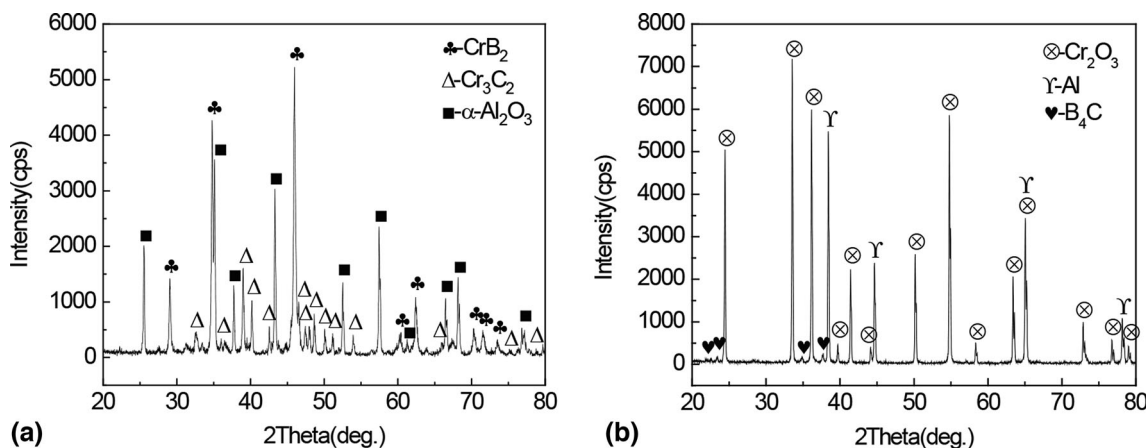 6000
5000
4000
3000
2000
1000
0
Intensity(cps)
♣-CrB₂
Δ-Cr₃C₂
■-α-Al₂O₃
20 30 40 50 60 70 80
2Theta(deg.)
(a)
8000
7000
6000
5000
4000
3000
2000
1000
0
Intensity(cps)
⊗-Cr₂O₃
ϒ-Al
♥-B₄C
20 30 40 50 60 70 80
2Theta(deg.)
(b)